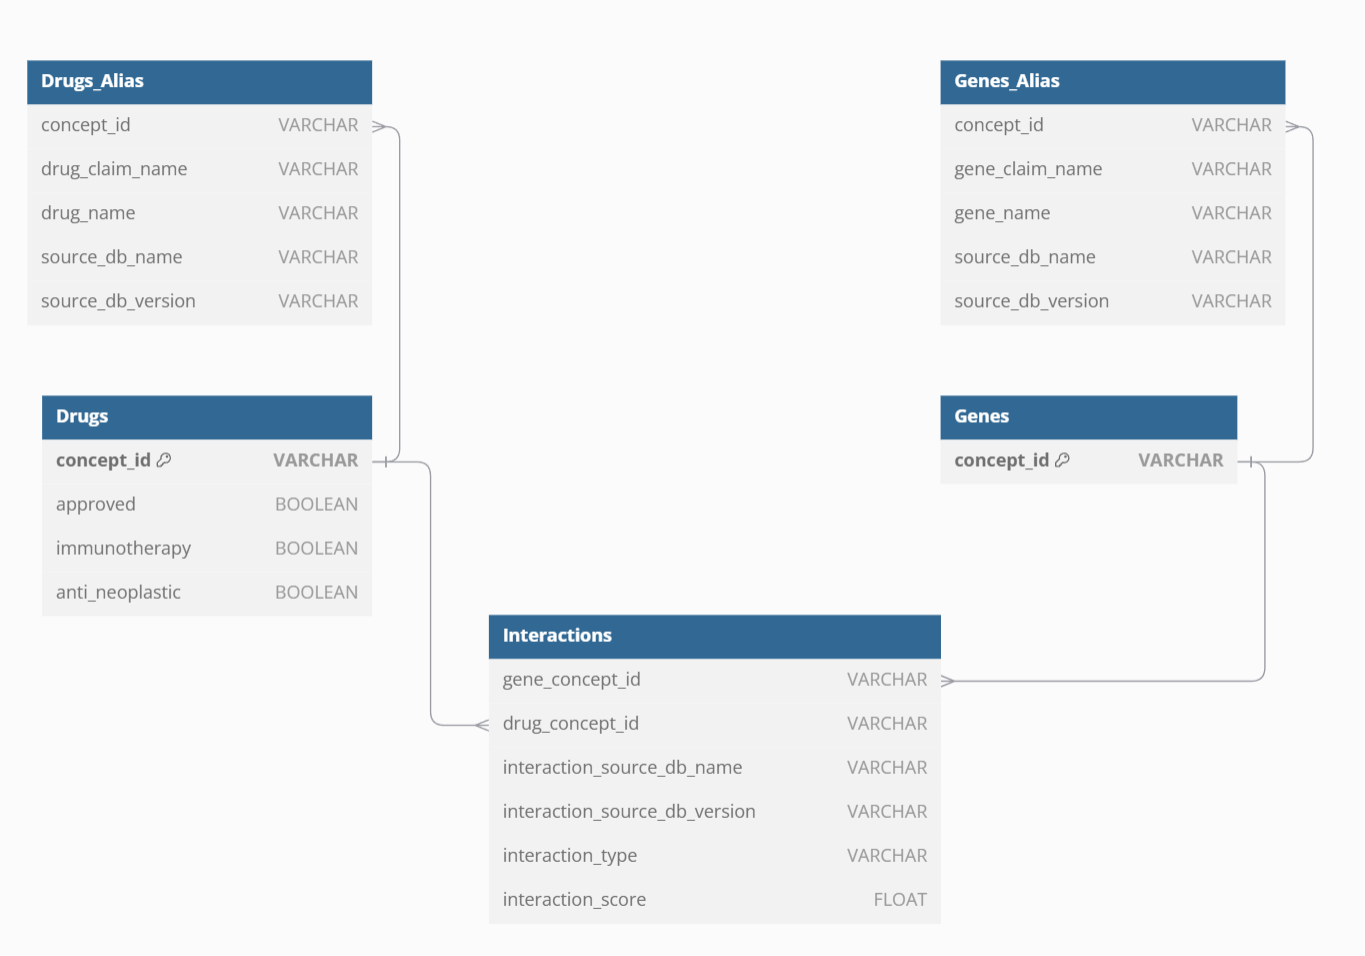 Drugs_Alias
concept_id VARCHAR
drug_claim_name VARCHAR
drug_name VARCHAR
source_db_name VARCHAR
source_db_version VARCHAR
Genes_Alias
concept_id VARCHAR
gene_claim_name VARCHAR
gene_name VARCHAR
source_db_name VARCHAR
source_db_version VARCHAR
Drugs
concept_id VARCHAR
approved BOOLEAN
immunotherapy BOOLEAN
anti_neoplastic BOOLEAN
Genes
concept_id VARCHAR
Interactions
gene_concept_id VARCHAR
drug_concept_id VARCHAR
interaction_source_db_name VARCHAR
interaction_source_db_version VARCHAR
interaction_type VARCHAR
interaction_score FLOAT